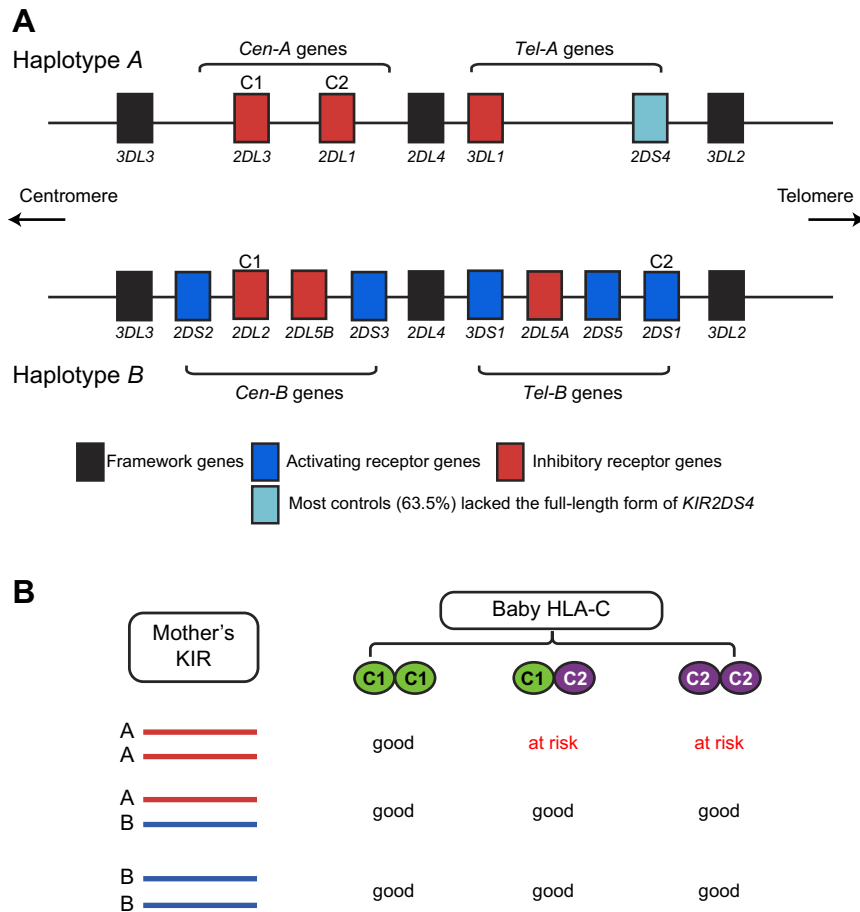 A
Haplotype A
Cen-A genes
Tel-A genes
C1
C2
3DL3
2DL3
2DL1
2DL4
3DL1
2DS4
3DL2
Centromere
Telomere
C1
C2
3DL3
2DS2
2DL2
2DL5B
2DS3
2DL4
3DS1
2DL5A
2DS5
2DS1
3DL2
Haplotype B
Cen-B genes
Tel-B genes
Framework genes
Activating receptor genes
Inhibitory receptor genes
Most controls (63.5%) lacked the full-length form of KIR2DS4
B
Mother's
KIR
Baby HLA-C
C1 C1
C1 C2
C2 C2
A
A
good
at risk
at risk
A
B
good
good
good
B
B
good
good
good